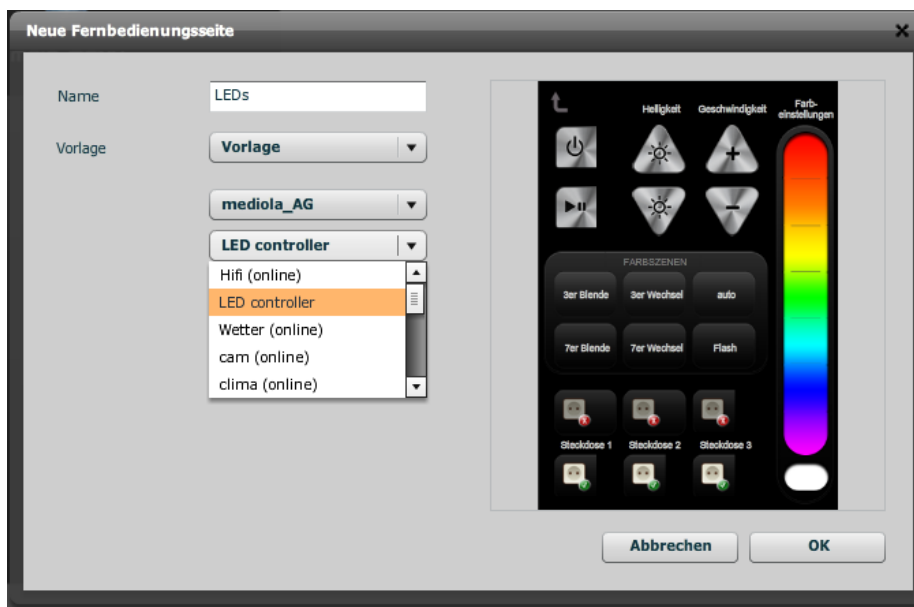 Neue Fernbedienungsseite
Name
LEDs
Vorlage
Vorlage
mediola_AG
LED controller
Hifi (online)
LED controller
Wetter (online)
cam (online)
clima (online)
Helligkeit
Geschwindigkeit
Farb-
einstellungen
FARBSZENEN
3er Blende
3er Wechsel
auto
7er Blende
7er Wechsel
Flash
Steckdose 1
Steckdose 2
Steckdose 3
Abbrechen
OK